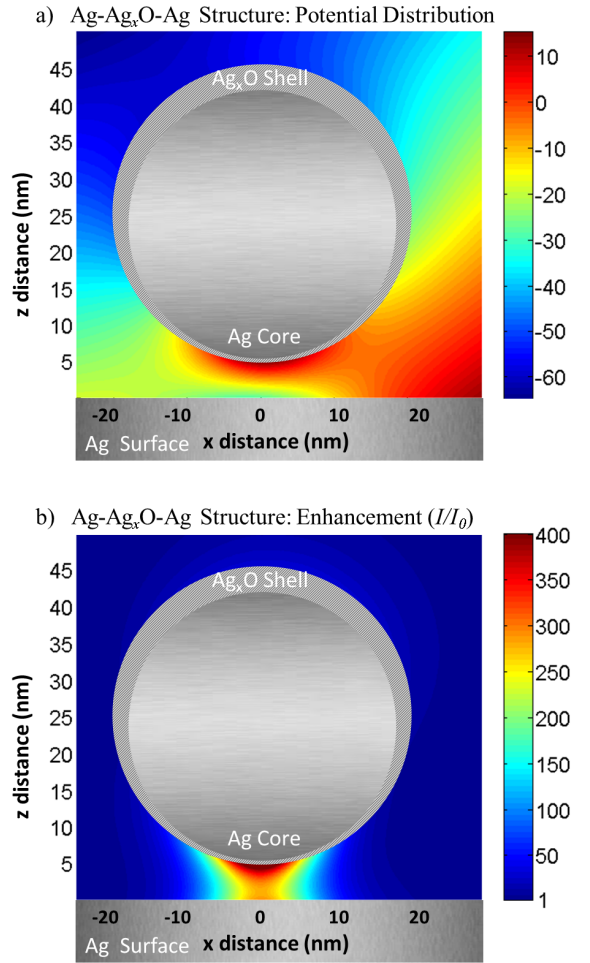 a) Ag-AgₓO-Ag Structure: Potential Distribution
45
40
35
30
25
20
15
10
5
z distance (nm)
AgₓO Shell
Ag Core
10
0
-10
-20
-30
-40
-50
-60
-20 -10 0 10 20
Ag Surface x distance (nm)
b) Ag-AgₓO-Ag Structure: Enhancement (I/I₀)
45
40
35
30
25
20
15
10
5
z distance (nm)
AgₓO Shell
Ag Core
400
350
300
250
200
150
100
50
1
-20 -10 0 10 20
Ag Surface x distance (nm)